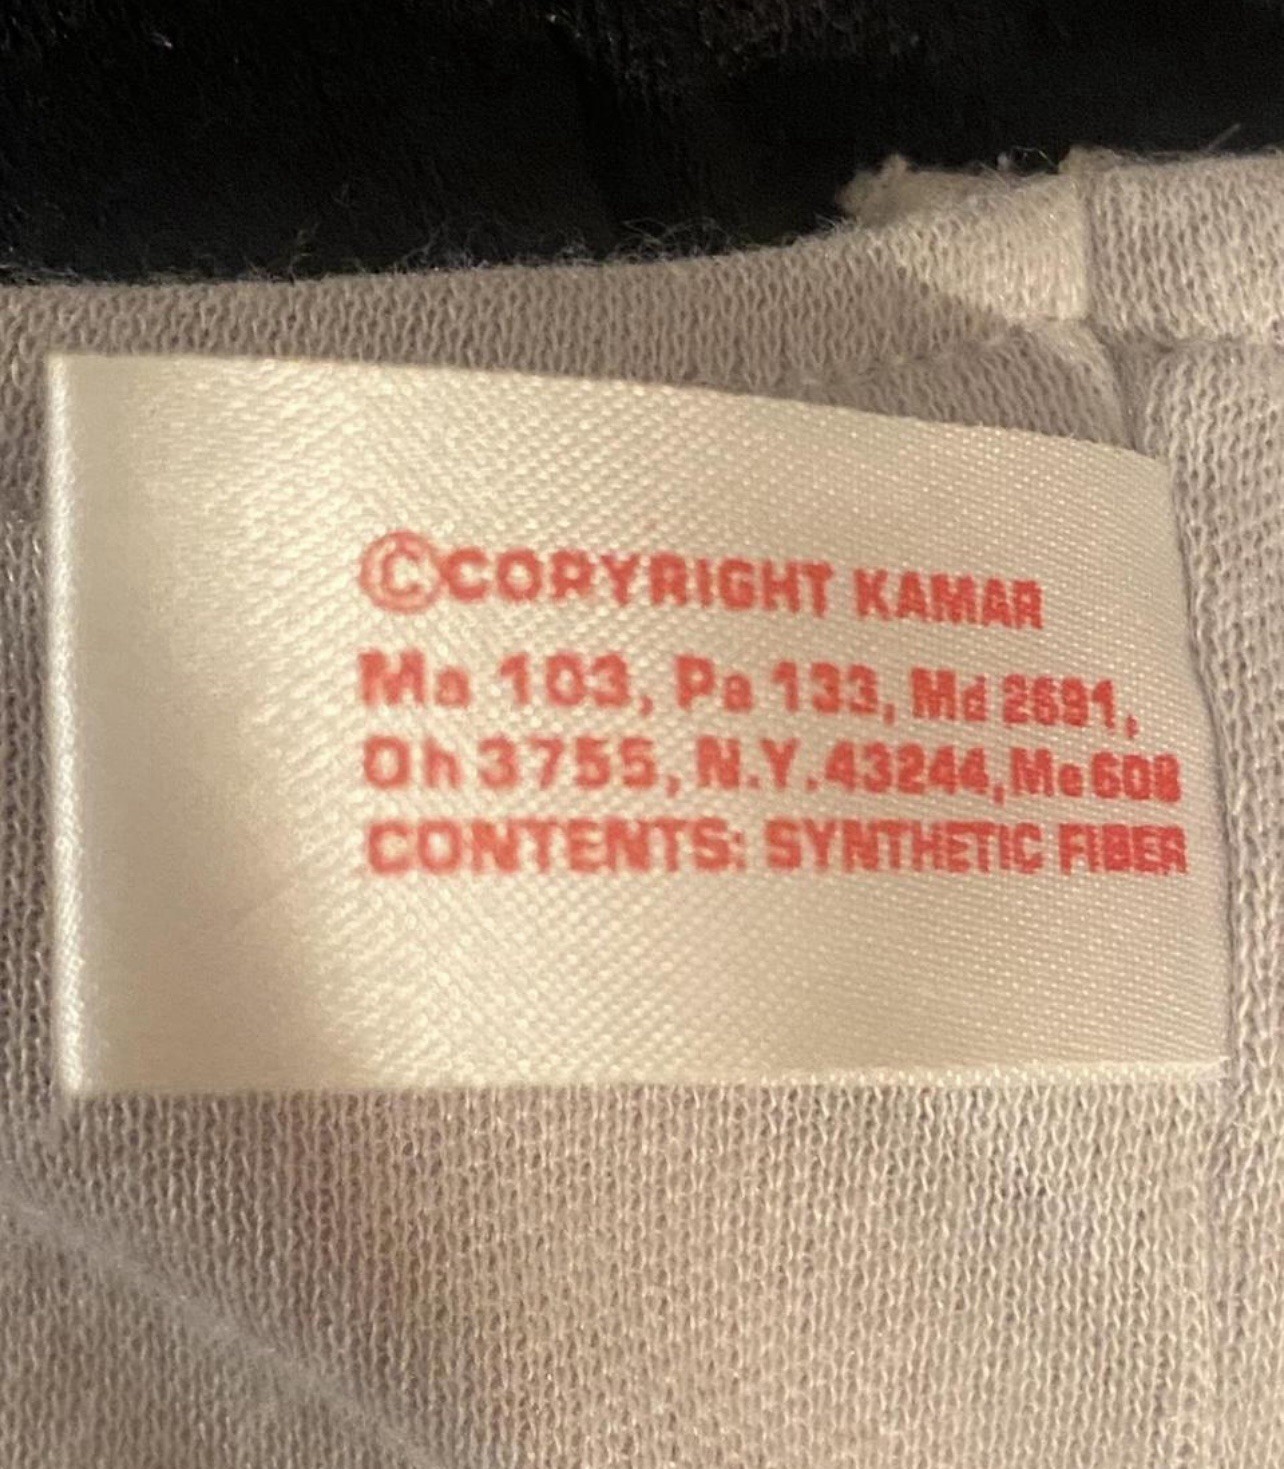 ©COPYRIGHT KAMAR
Ma 103, Pa 133, Md 2691,
Oh 3755, N.Y. 43244, Me 608
CONTENTS: SYNTHETIC FIBER